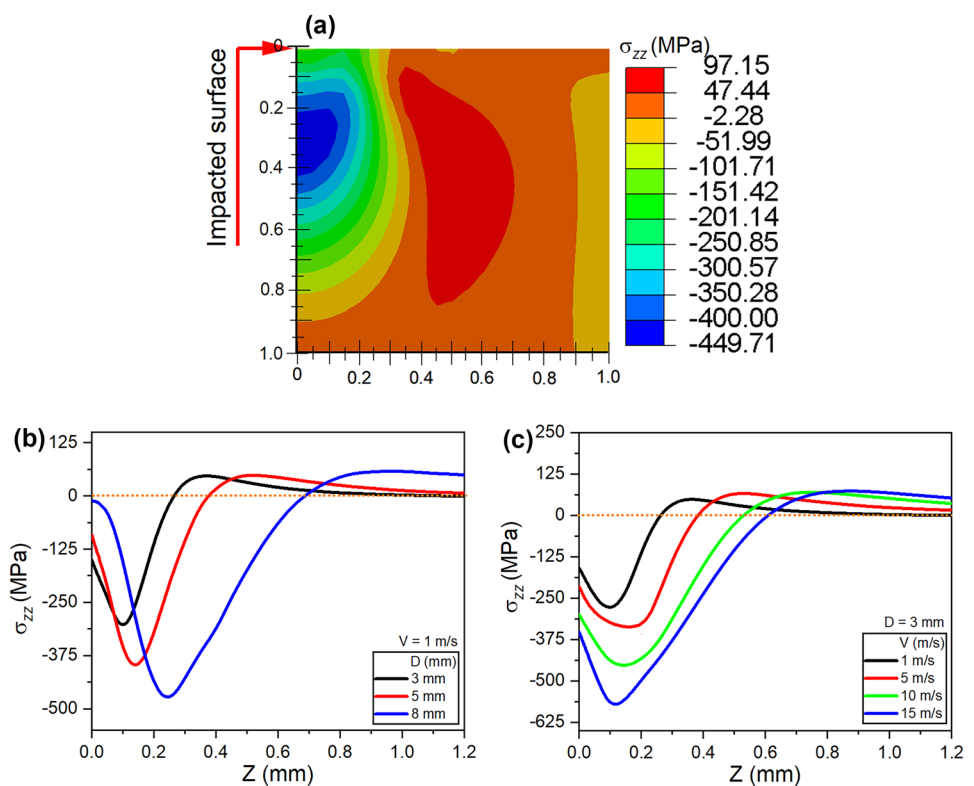 (a)
Impacted surface
0
0.2
0.4
0.6
0.8
1.0
0 0.2 0.4 0.6 0.8 1.0
σzz (MPa)
97.15
47.44
-2.28
-51.99
-101.71
-151.42
-201.14
-250.85
-300.57
-350.28
-400.00
-449.71
(b)
σzz (MPa)
125
0
-125
-250
-375
-500
0.0 0.2 0.4 0.6 0.8 1.0 1.2
Z (mm)
V = 1 m/s
D (mm)
3 mm
5 mm
8 mm
(c)
σzz (MPa)
250
125
0
-125
-250
-375
-500
-625
0.0 0.2 0.4 0.6 0.8 1.0 1.2
Z (mm)
D = 3 mm
V (m/s)
1 m/s
5 m/s
10 m/s
15 m/s